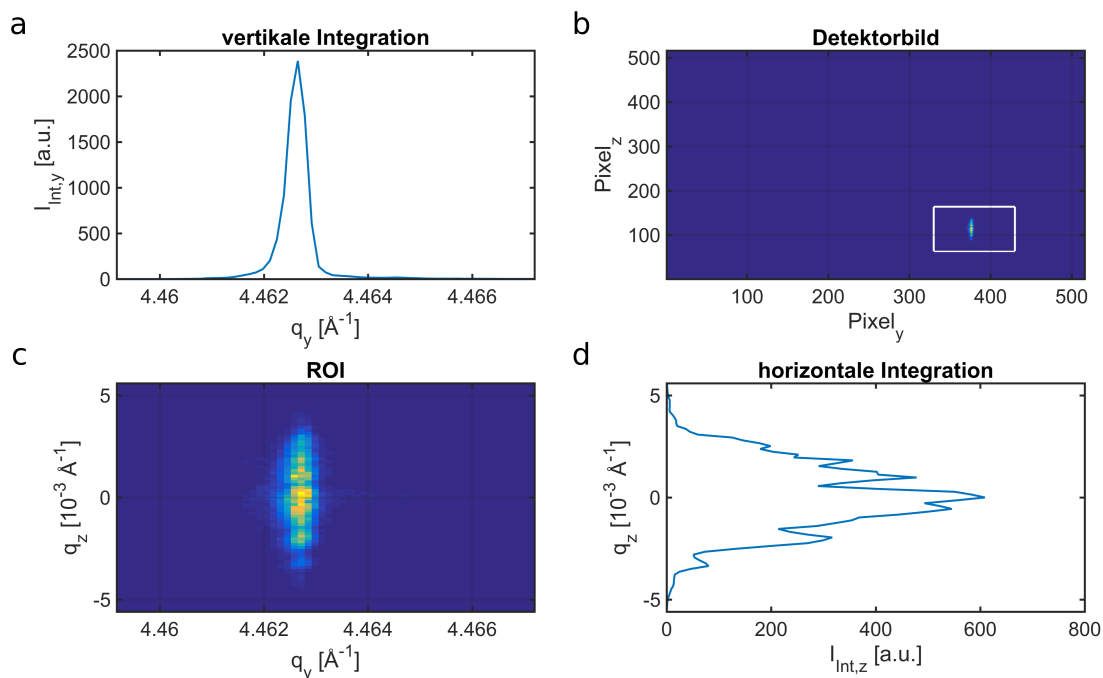 a
vertikale Integration
2500
2000
1500
1000
500
0
I_Int,y [a.u.]
4.46 4.462 4.464 4.466
q_y [Å^-1]
b
Detektorbild
500
400
300
200
100
Pixel_z
100 200 300 400 500
Pixel_y
c
ROI
5
0
-5
q_z [10^-3 Å^-1]
4.46 4.462 4.464 4.466
q_y [Å^-1]
d
horizontale Integration
5
0
-5
q_z [10^-3 Å^-1]
0 200 400 600 800
I_Int,z [a.u.]